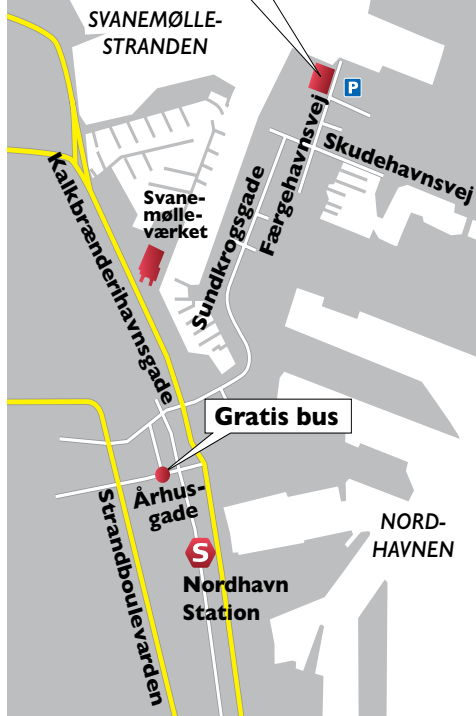 SVANEMØLLE-
STRANDEN
P
Skudehavnsvej
Færgehavnsvej
Sundkrogsgade
Svane-
mølle-
værket
Kalkbrænderihavnsgade
Gratis bus
Århus-
gade
NORD-
HAVNEN
S
Nordhavn
Station
Strandboulevarden